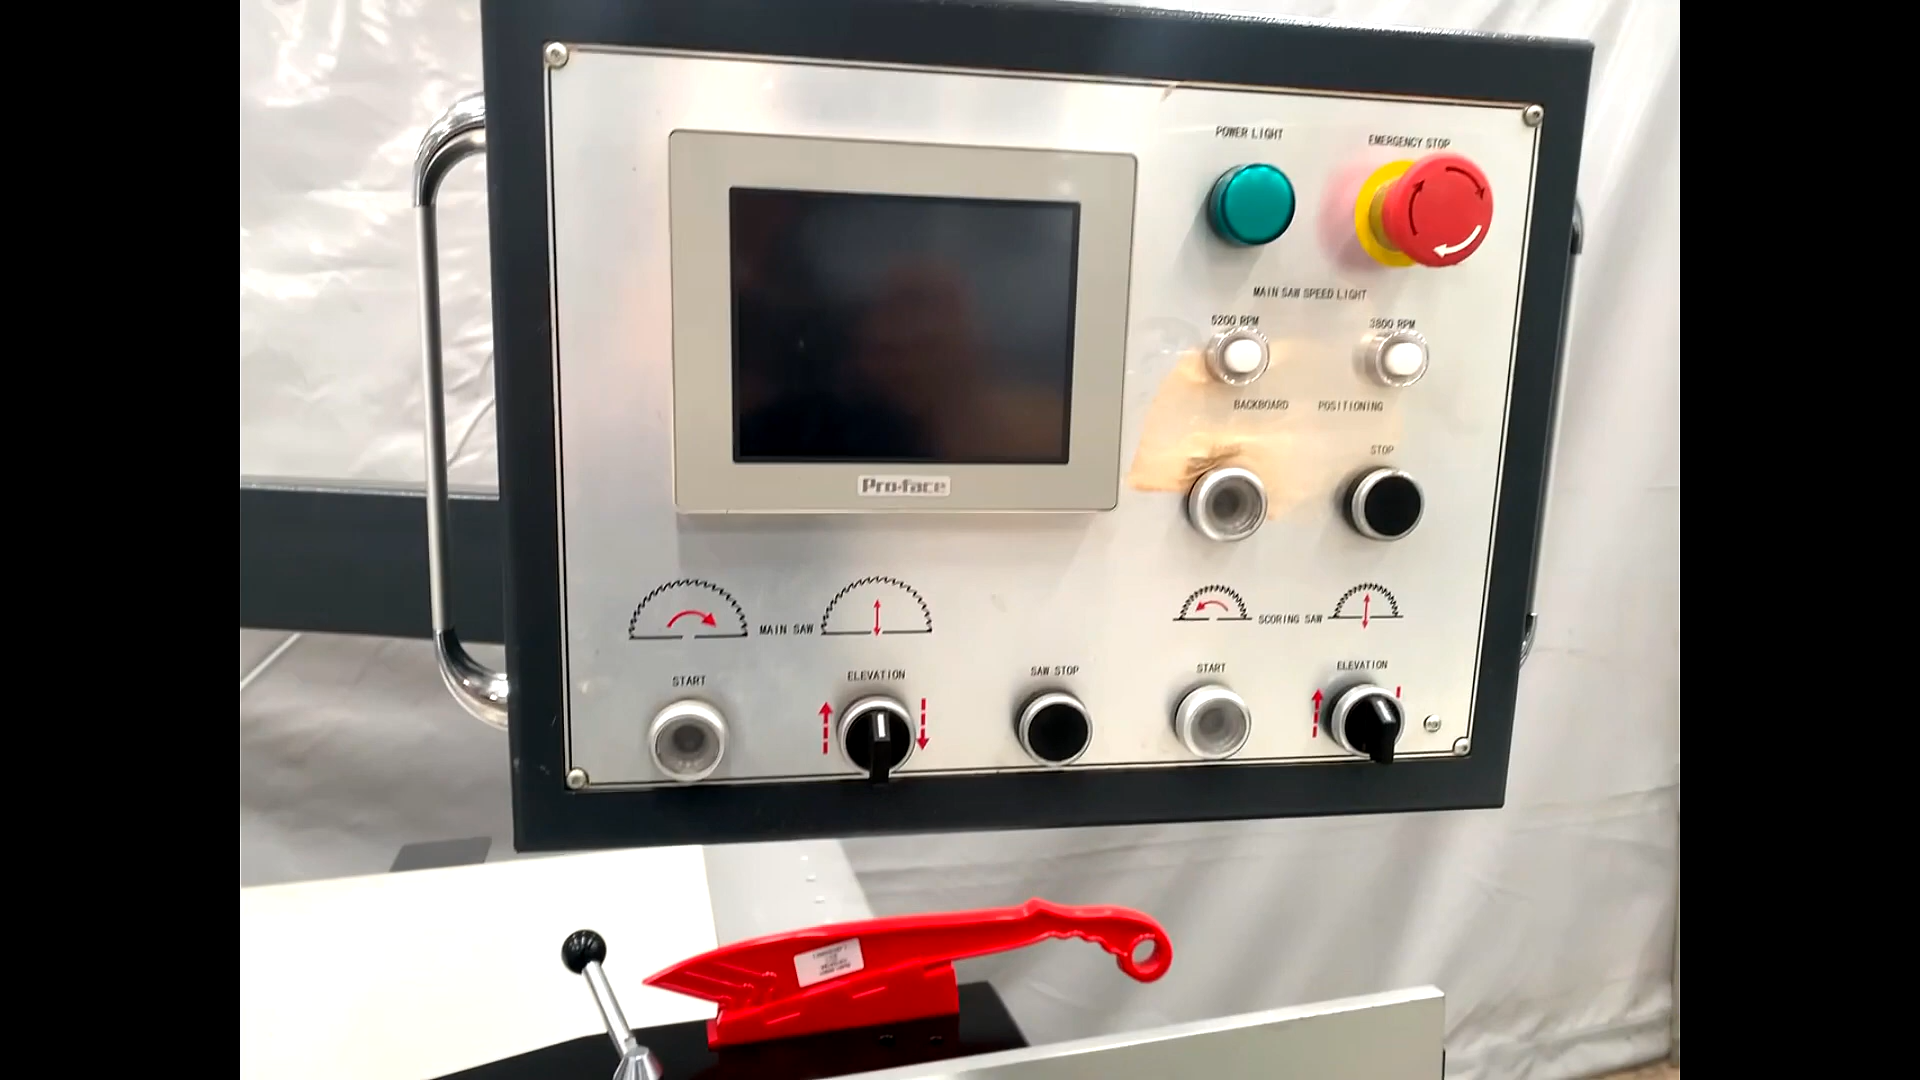 POWER LIGHT
EMERGENCY STOP
MAIN SAW SPEED LIGHT
5200 RPM
3800 RPM
BACKBOARD POSITIONING
STOP
Pro-face
MAIN SAW
SCORING SAW
START
ELEVATION
SAW STOP
START
ELEVATION